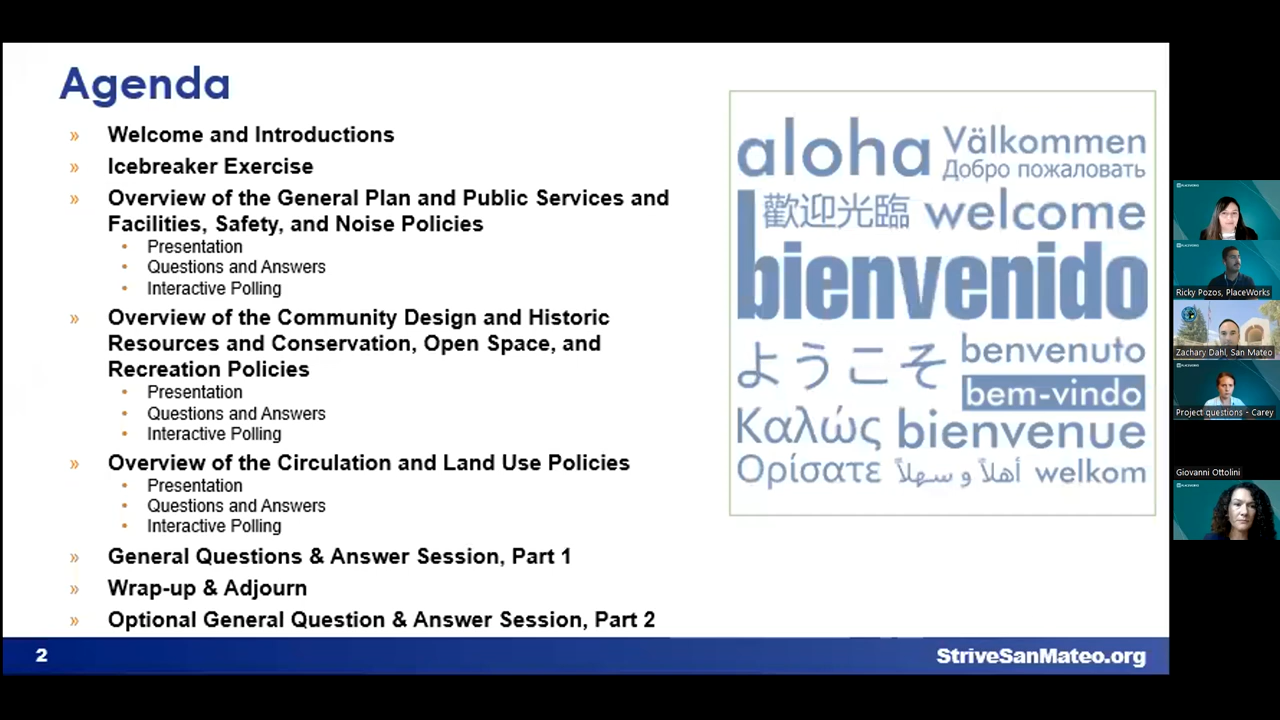 Agenda
» Welcome and Introductions
» Icebreaker Exercise
» Overview of the General Plan and Public Services and
Facilities, Safety, and Noise Policies
• Presentation
• Questions and Answers
• Interactive Polling
» Overview of the Community Design and Historic
Resources and Conservation, Open Space, and
Recreation Policies
• Presentation
• Questions and Answers
• Interactive Polling
» Overview of the Circulation and Land Use Policies
• Presentation
• Questions and Answers
• Interactive Polling
» General Questions & Answer Session, Part 1
» Wrap-up & Adjourn
» Optional General Question & Answer Session, Part 2
aloha
Välkommen
Добро пожаловать
歡迎光臨
welcome
bienvenido
ようこそ
benvenuto
bem-vindo
Καλώς
bienvenue
Ορίσατε
أهلاً و سهلاً
welkom
2
StriveSanMateo.org
PLACEWORKS
PLACEWORKS
Ricky Pozos, PlaceWorks
Zachary Dahl, San Mateo
PLACEWORKS
Project questions - Carey
Giovanni Ottolini
PLACEWORKS